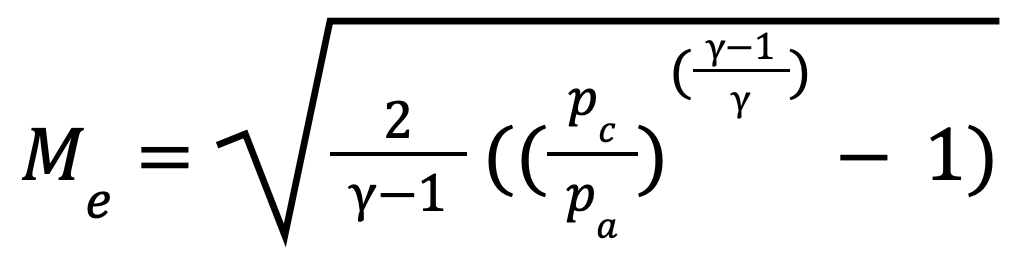 M_e = √(2/(γ−1) ((p_c/p_a)^((γ−1)/γ) − 1))